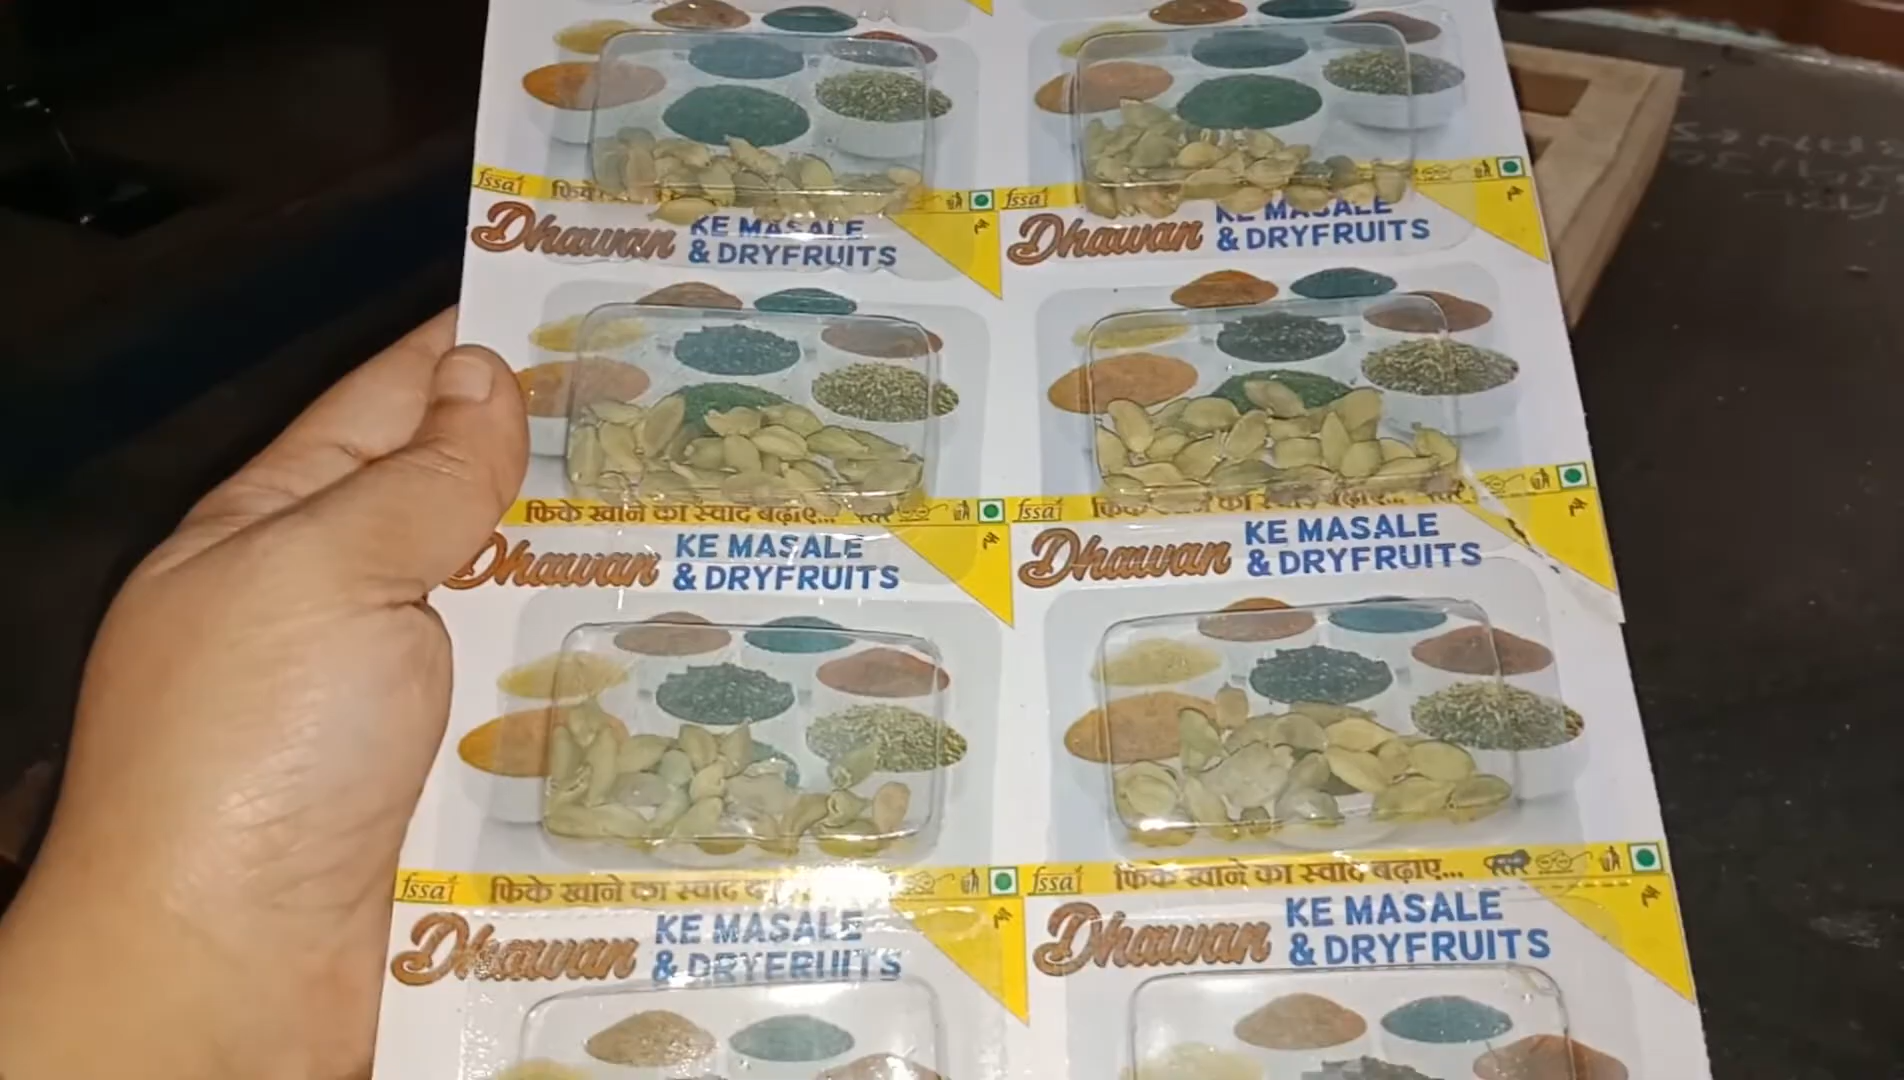 fssai
fssai
Dhawan KE MASALE
& DRYFRUITS
Dhawan KE MASALE
& DRYFRUITS
फिके खाने का स्वाद बढ़ाए...
fssai
Dhawan KE MASALE
& DRYFRUITS
Dhawan KE MASALE
& DRYFRUITS
fssai फिके खाने का स्वाद
fssai फिके खाने का स्वाद बढ़ाए...
Dhawan KE MASALE
& DRYFRUITS
Dhawan KE MASALE
& DRYFRUITS